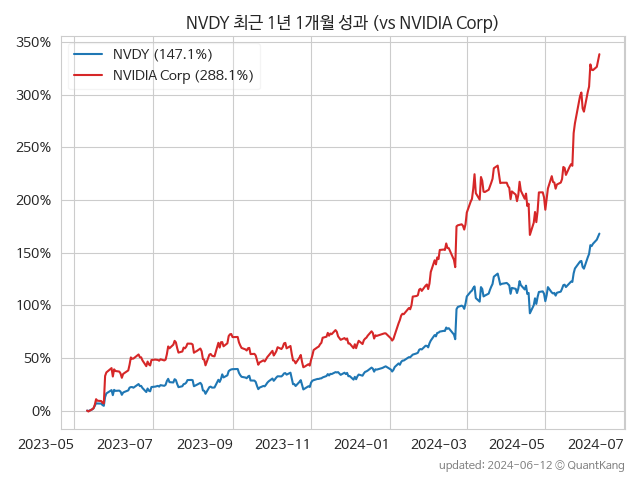 NVDY 최근 1년 1개월 성과 (vs NVIDIA Corp)
350%
NVDY (147.1%)
NVIDIA Corp (288.1%)
300%
250%
200%
150%
100%
50%
0%
2023-05 2023-07 2023-09 2023-11 2024-01 2024-03 2024-05 2024-07
updated: 2024-06-12 © QuantKang